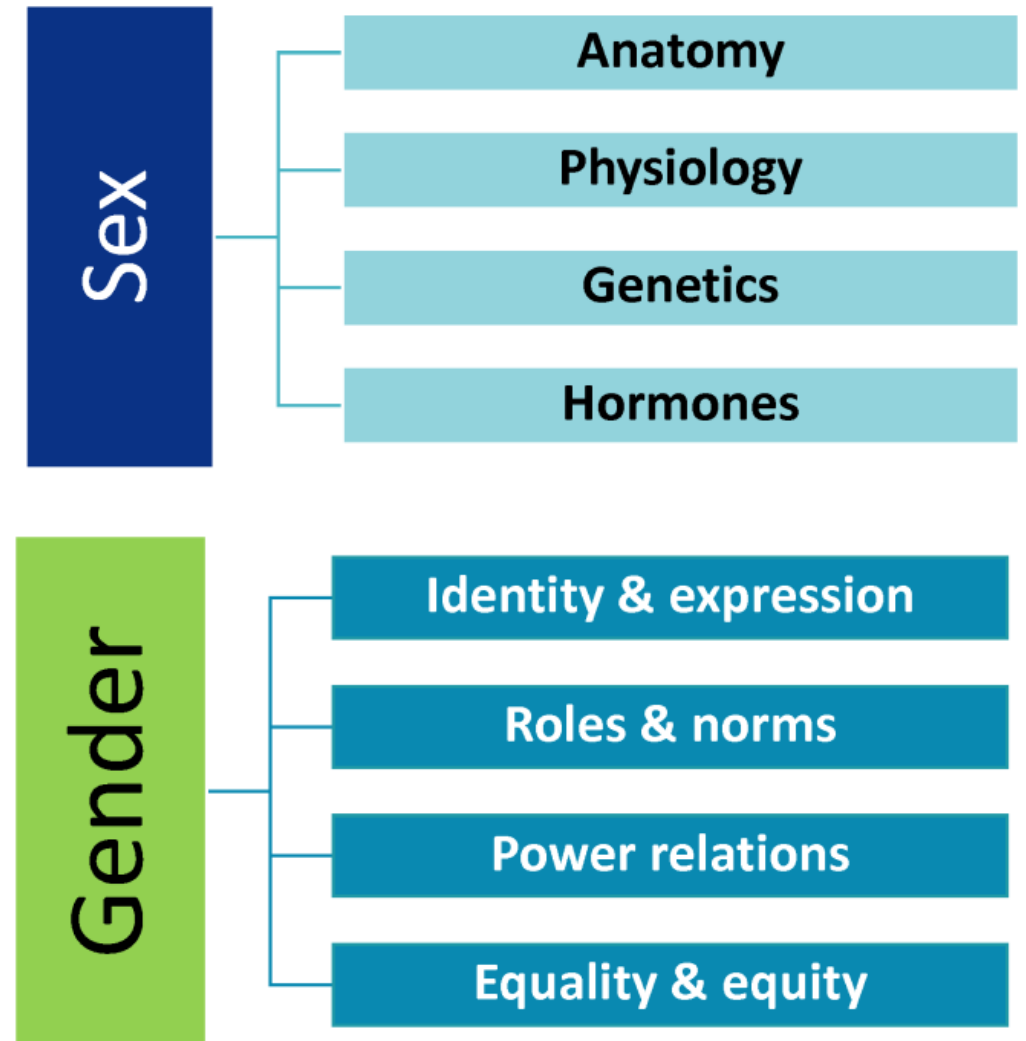 Sex
Anatomy
Physiology
Genetics
Hormones
Gender
Identity & expression
Roles & norms
Power relations
Equality & equity